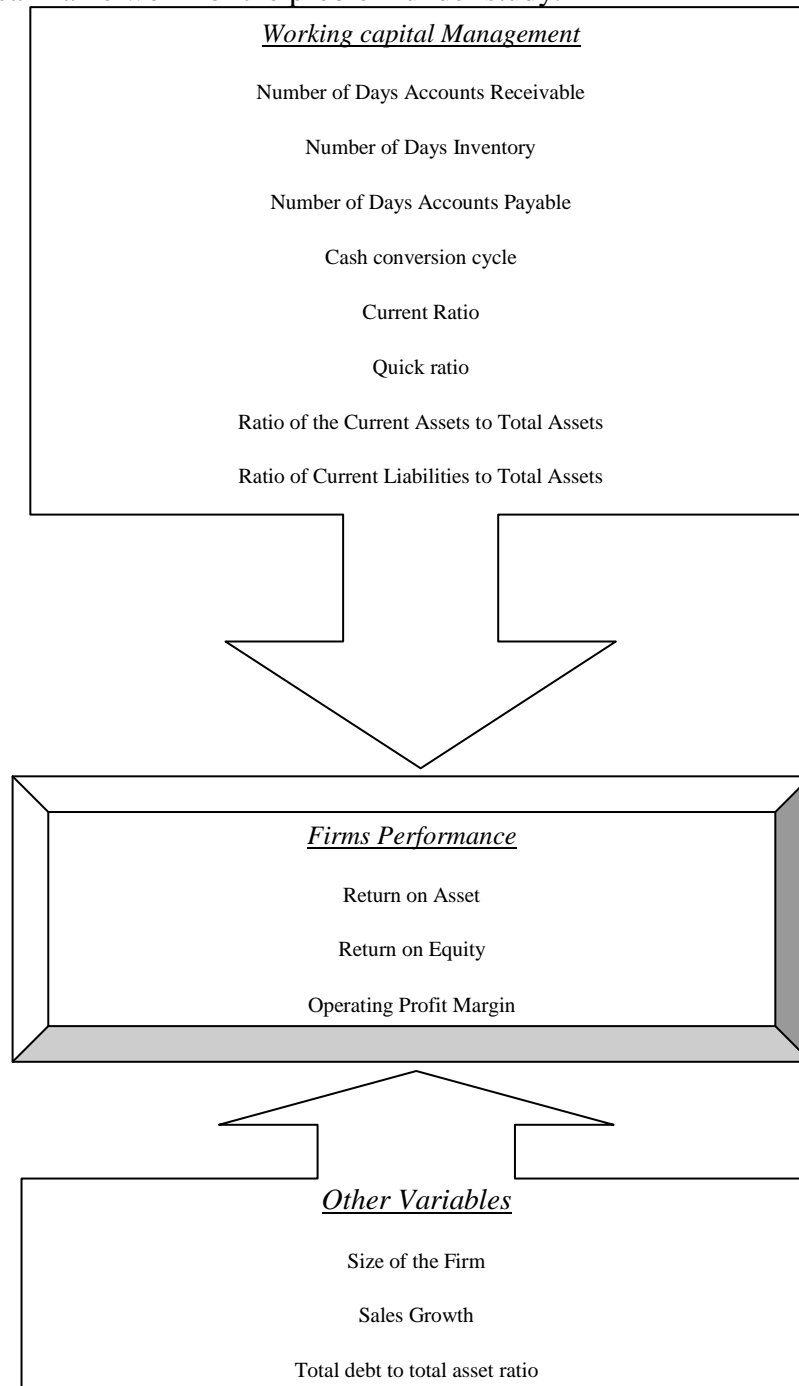 under study.
Working capital Management
Number of Days Accounts Receivable
Number of Days Inventory
Number of Days Accounts Payable
Cash conversion cycle
Current Ratio
Quick ratio
Ratio of the Current Assets to Total Assets
Ratio of Current Liabilities to Total Assets
Firms Performance
Return on Asset
Return on Equity
Operating Profit Margin
Other Variables
Size of the Firm
Sales Growth
Total debt to total asset ratio